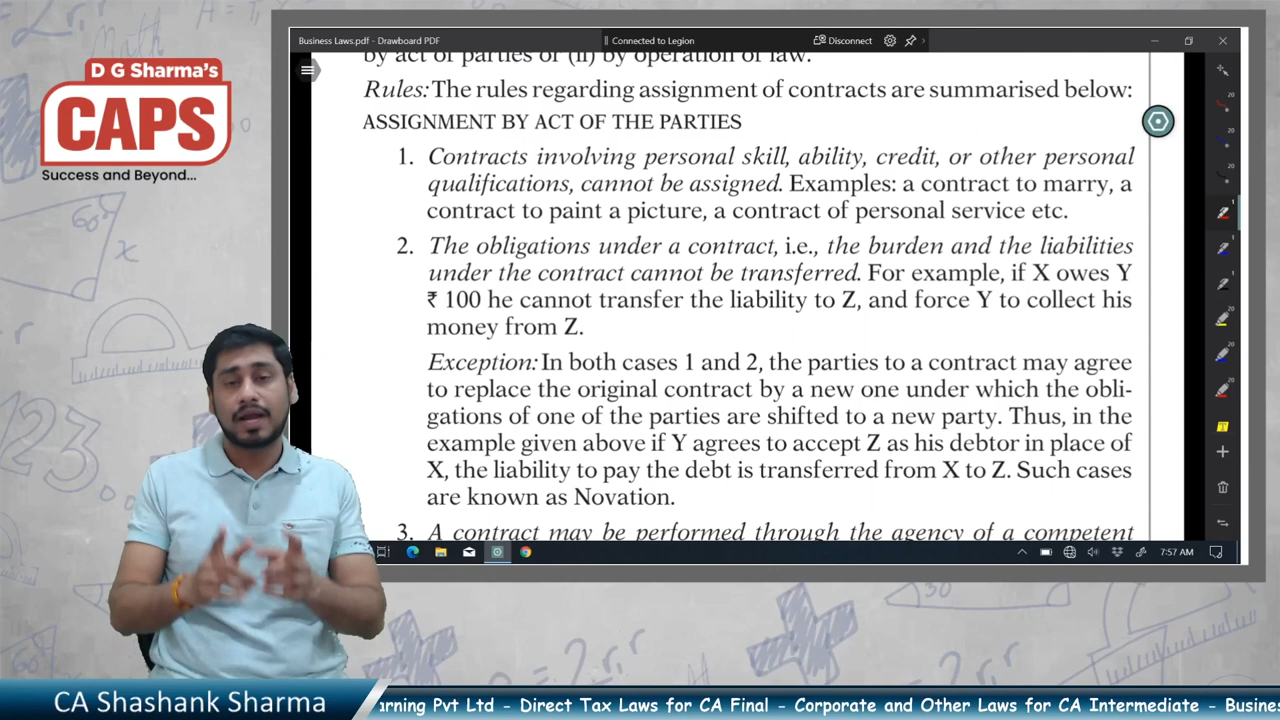 D G Sharma's
CAPS
Success and Beyond...
Business Laws.pdf - Drawboard PDF
Connected to Legion
Disconnect
by act of parties or (ii) by operation of law.
Rules: The rules regarding assignment of contracts are summarised below:
ASSIGNMENT BY ACT OF THE PARTIES
1. Contracts involving personal skill, ability, credit, or other personal
qualifications, cannot be assigned. Examples: a contract to marry, a
contract to paint a picture, a contract of personal service etc.
2. The obligations under a contract, i.e., the burden and the liabilities
under the contract cannot be transferred. For example, if X owes Y
₹ 100 he cannot transfer the liability to Z, and force Y to collect his
money from Z.
Exception: In both cases 1 and 2, the parties to a contract may agree
to replace the original contract by a new one under which the obli-
gations of one of the parties are shifted to a new party. Thus, in the
example given above if Y agrees to accept Z as his debtor in place of
X, the liability to pay the debt is transferred from X to Z. Such cases
are known as Novation.
3. A contract may be performed through the agency of a competent
7:57 AM
CA Shashank Sharma
arning Pvt Ltd - Direct Tax Laws for CA Final - Corporate and Other Laws for CA Intermediate - Busine